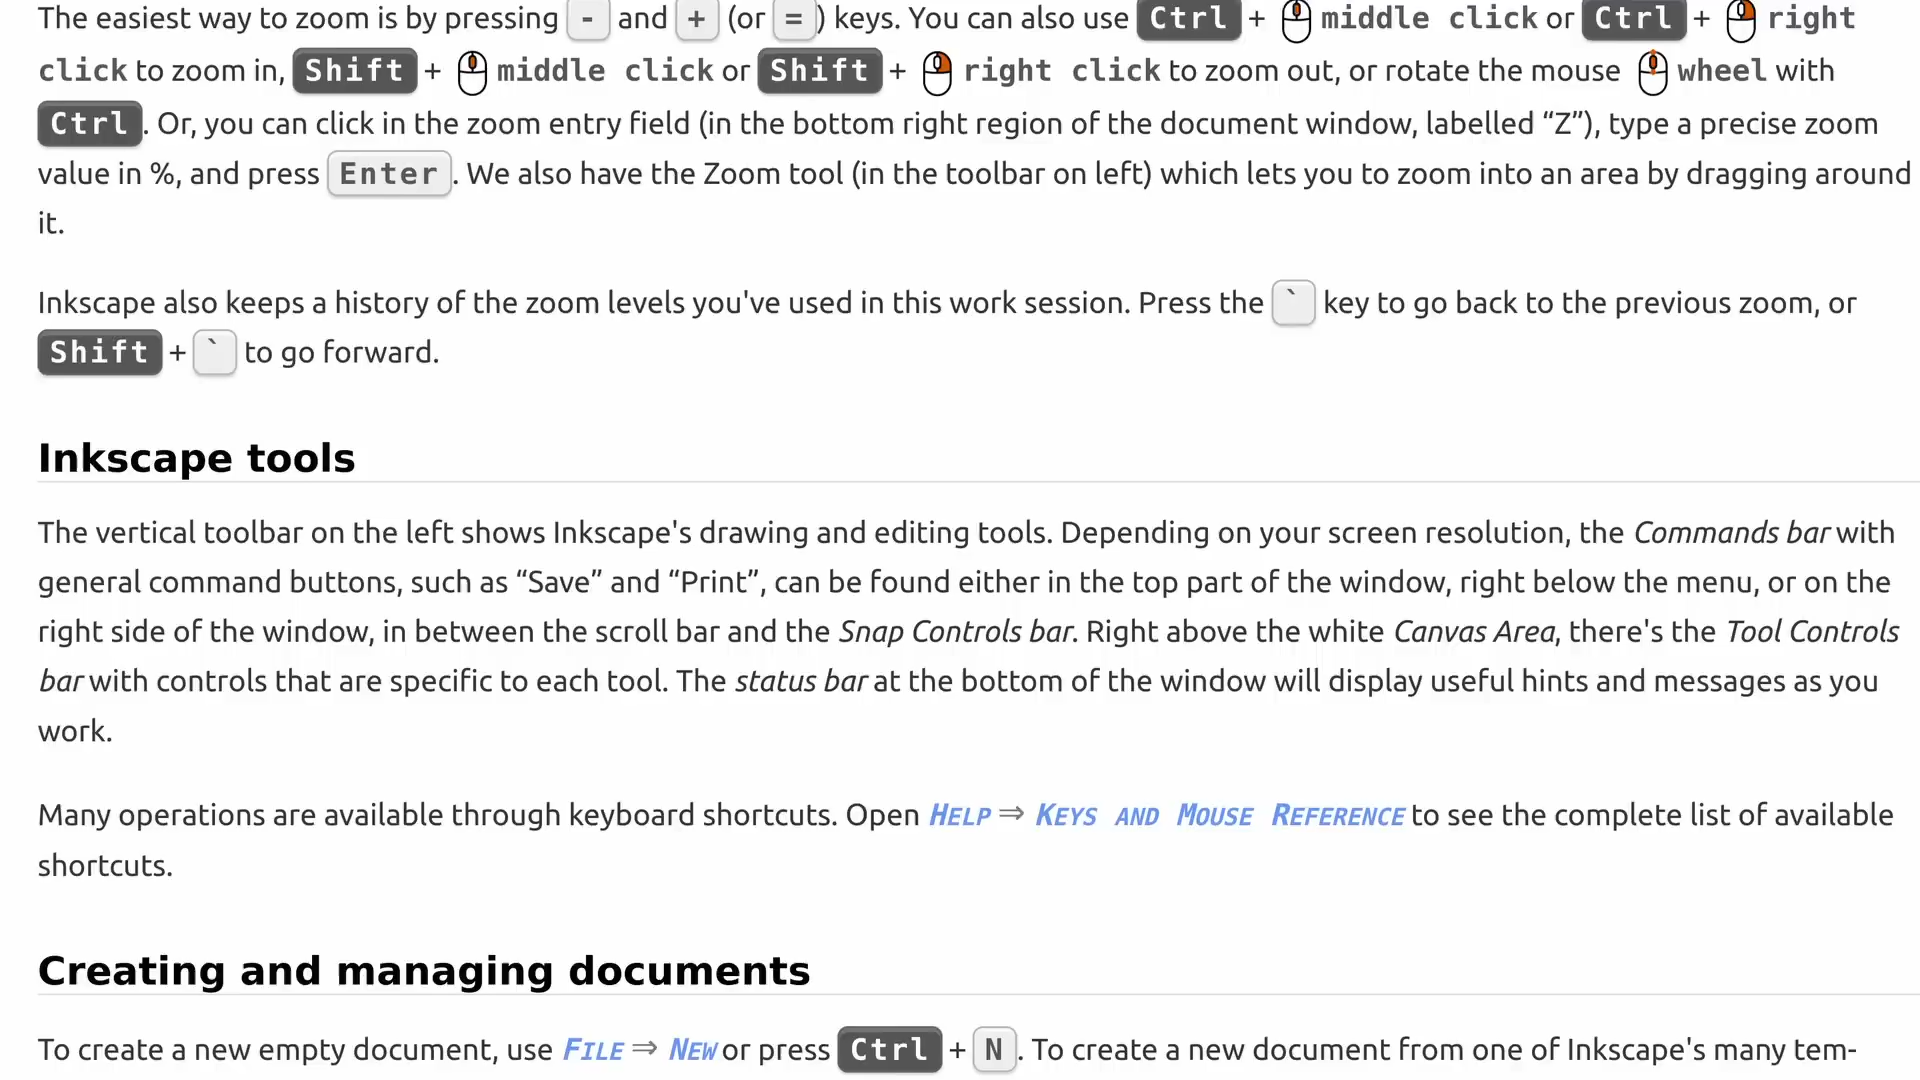 The easiest way to zoom is by pressing - and + (or =) keys. You can also use Ctrl + middle click or Ctrl + right
click to zoom in, Shift + middle click or Shift + right click to zoom out, or rotate the mouse wheel with
Ctrl. Or, you can click in the zoom entry field (in the bottom right region of the document window, labelled “Z”), type a precise zoom
value in %, and press Enter. We also have the Zoom tool (in the toolbar on left) which lets you to zoom into an area by dragging around
it.
Inkscape also keeps a history of the zoom levels you've used in this work session. Press the ` key to go back to the previous zoom, or
Shift + ` to go forward.
Inkscape tools
The vertical toolbar on the left shows Inkscape's drawing and editing tools. Depending on your screen resolution, the Commands bar with
general command buttons, such as “Save” and “Print”, can be found either in the top part of the window, right below the menu, or on the
right side of the window, in between the scroll bar and the Snap Controls bar. Right above the white Canvas Area, there's the Tool Controls
bar with controls that are specific to each tool. The status bar at the bottom of the window will display useful hints and messages as you
work.
Many operations are available through keyboard shortcuts. Open Help ⇒ Keys and Mouse Reference to see the complete list of available
shortcuts.
Creating and managing documents
To create a new empty document, use File ⇒ New or press Ctrl + N. To create a new document from one of Inkscape's many tem-